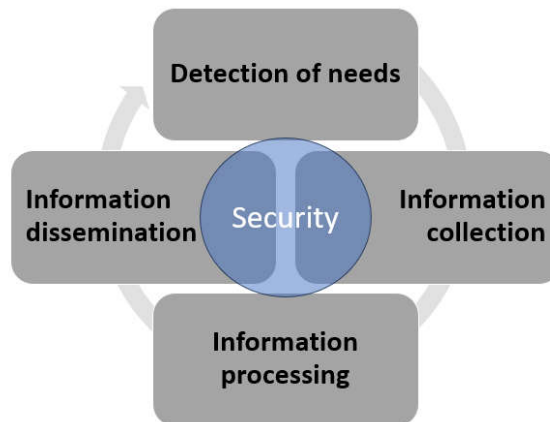 Detection of needs
Information
dissemination
Security
Information
collection
Information
processing